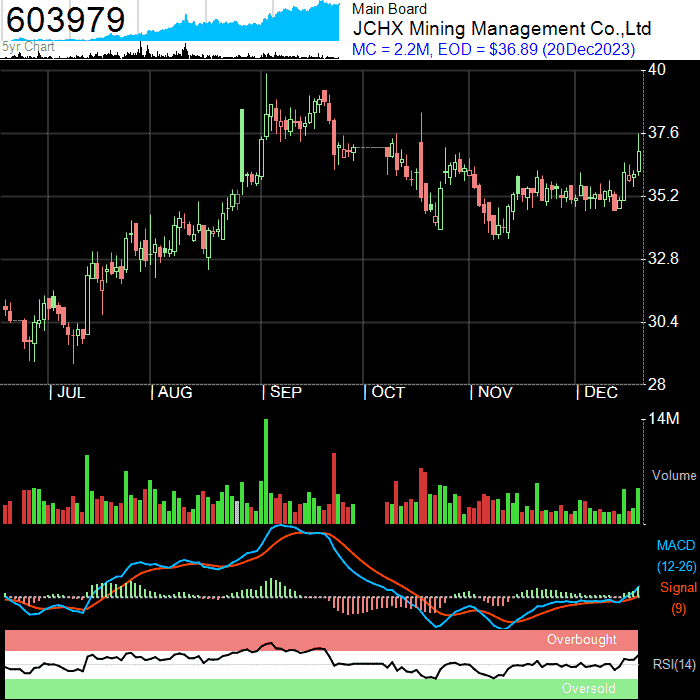 603979
5yr Chart
Main Board
JCHX Mining Management Co.,Ltd
MC = 2.2M, EOD = $36.89 (20Dec2023)
40
37.6
35.2
32.8
30.4
28
JUL
AUG
SEP
OCT
NOV
DEC
14M
Volume
MACD
(12-26)
Signal
(9)
Overbought
RSI(14)
Oversold